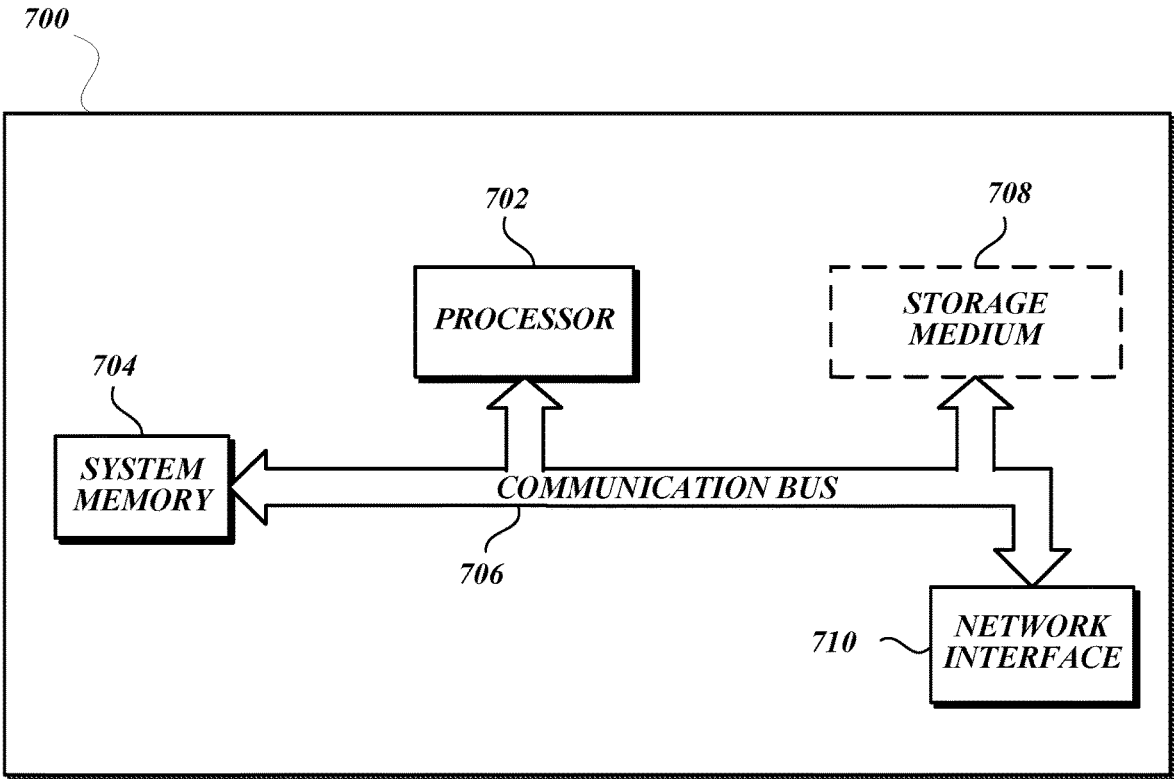 700
702
708
PROCESSOR
STORAGE
MEDIUM
704
SYSTEM
MEMORY
COMMUNICATION BUS
706
710
NETWORK
INTERFACE